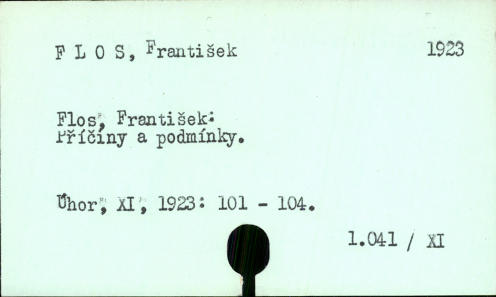 F L O S, František 1923
Flos, František:
Příčiny a podmínky.
Úhor, XI, 1923: 101 - 104.
1.041 / XI